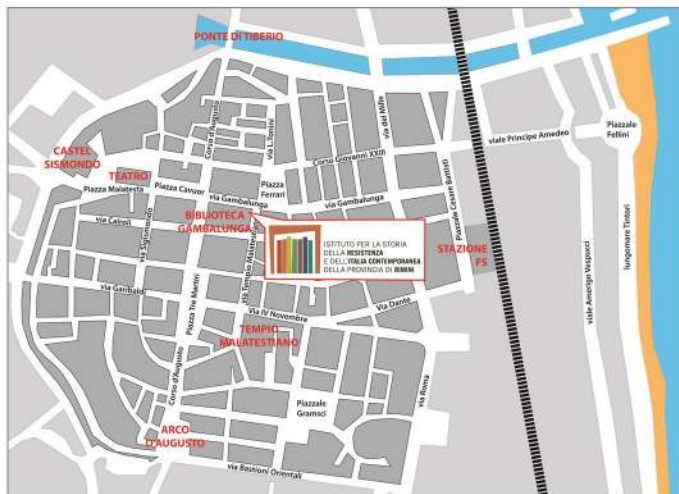 PONTE DI TIBERIO
CASTEL
SISMONDO
TEATRO
Piazza Malatesta
Piazza Cavuor
Corso d'Augusto
via L. Tonini
via dei Mille
Corso Giovanni XXIII
Piazza
Ferrari
via Gambalunga
via Gambalunga
viale Principe Amedeo
Piazzale
Fellini
Piazzale Cesare Battisti
BIBLIOTECA
GAMBALUNGA
via Cairoli
via Sigismondo
via Tempio Malatestiano
ISTITUTO PER LA STORIA
DELLA RESISTENZA
E DELL'ITALIA CONTEMPORANEA
DELLA PROVINCIA DI RIMINI
STAZIONE
FS
viale Amerigo Vespucci
lungomare Tintori
via Garibaldi
Piazza Tre Martiri
Via IV Novembre
Via Dante
TEMPIO
MALATESTIANO
Corso d'Augusto
Piazzale
Gramsci
via Roma
ARCO
D'AUGUSTO
via Bastioni Orientali